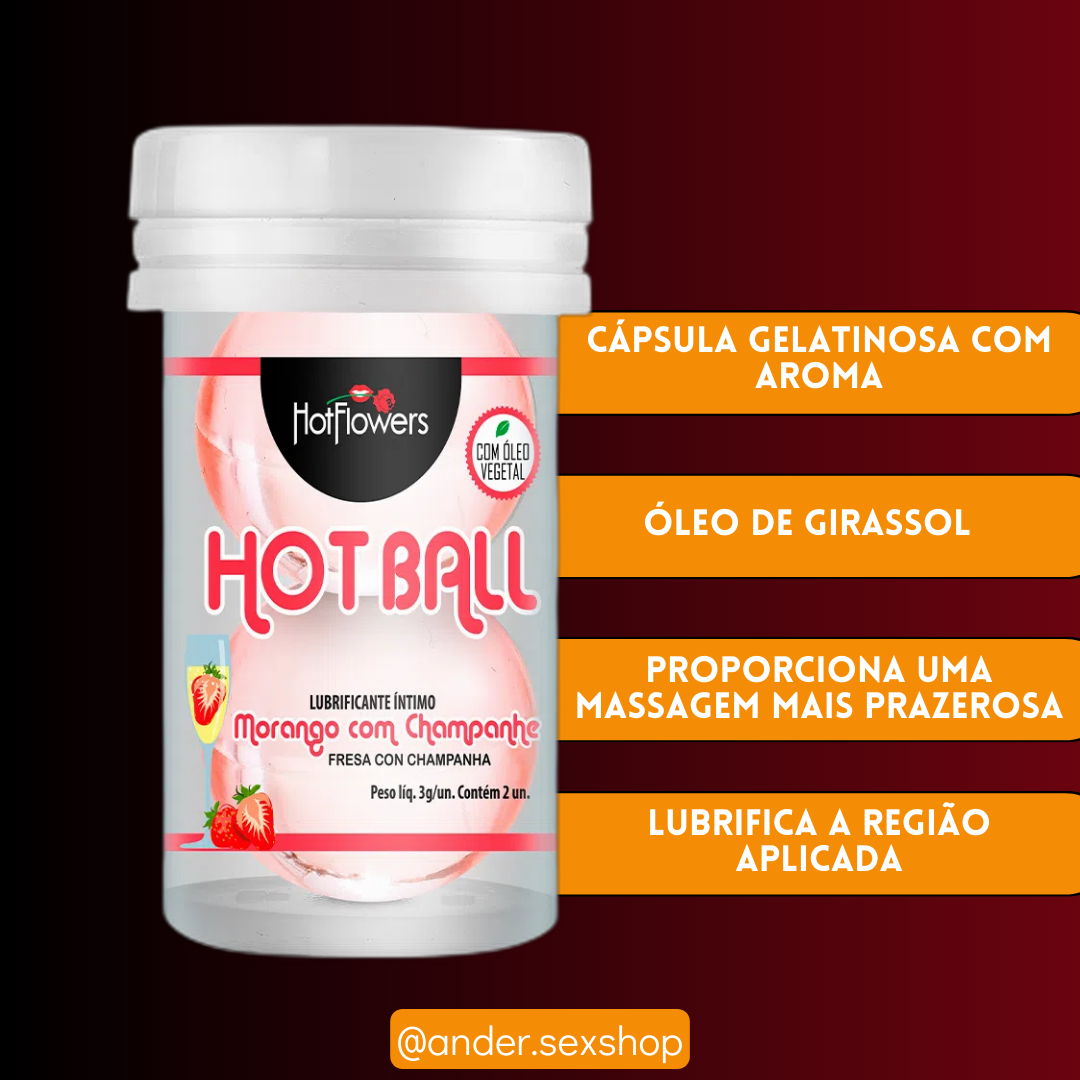 HotFlowers
COM ÓLEO
VEGETAL
HOT BALL
LUBRIFICANTE ÍNTIMO
Morango com Champanhe
FRESA CON CHAMPANHA
Peso líq. 3g/un. Contém 2 un.
CÁPSULA GELATINOSA COM
AROMA
ÓLEO DE GIRASSOL
PROPORCIONA UMA
MASSAGEM MAIS PRAZEROSA
LUBRIFICA A REGIÃO
APLICADA
@ander.sexshop